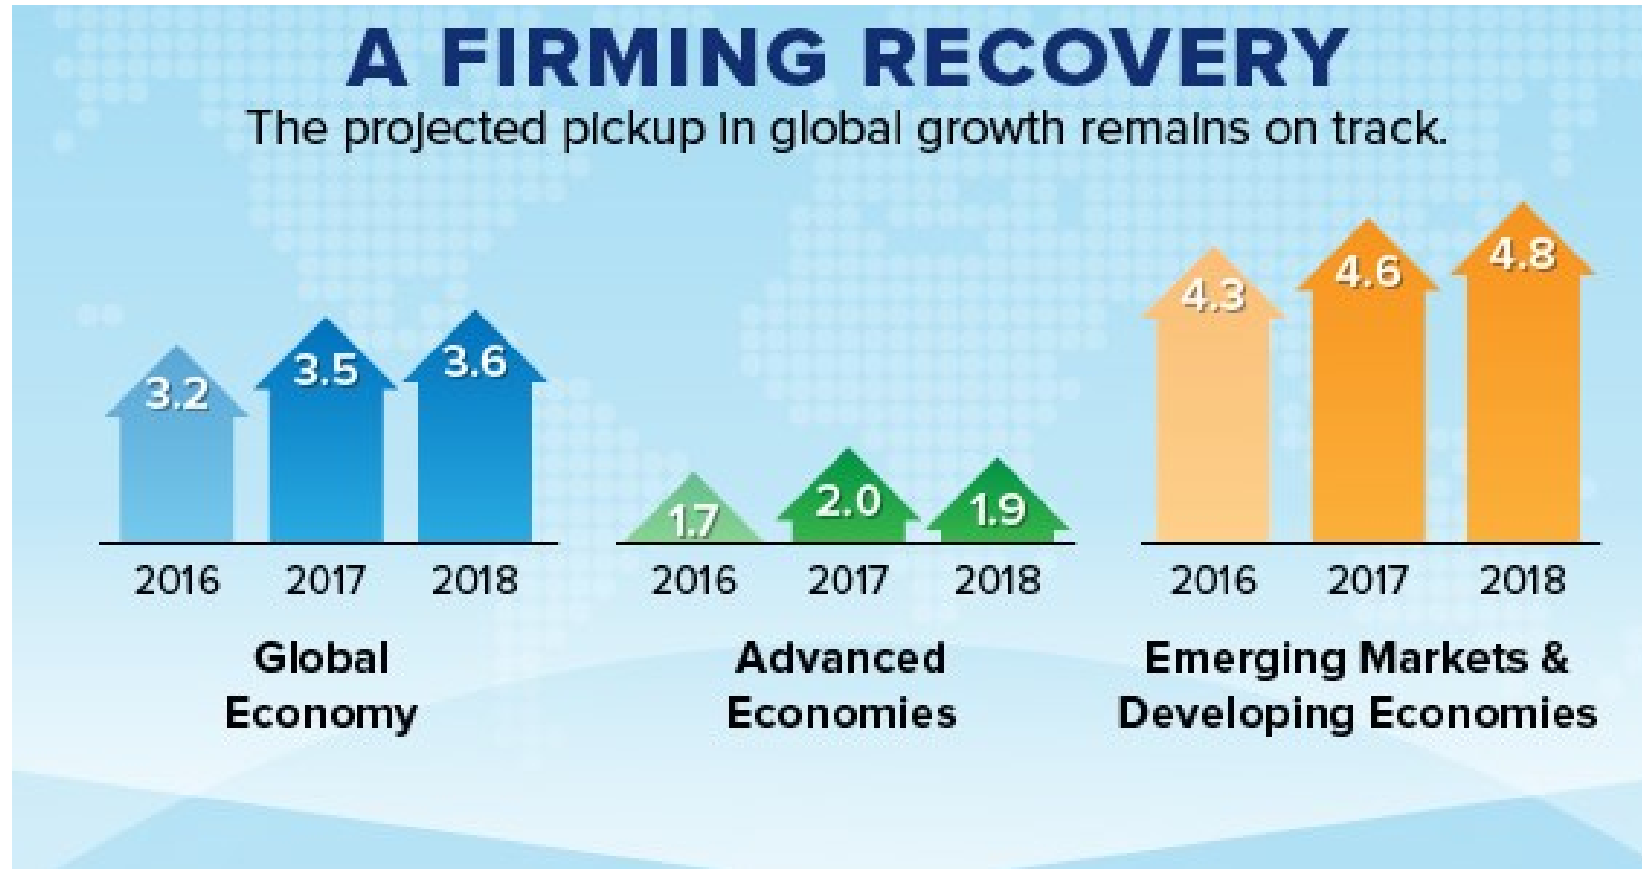 A FIRMING RECOVERY
The projected pickup in global growth remains on track.
3.2 3.5 3.6
2016 2017 2018
Global
Economy
1.7 2.0 1.9
2016 2017 2018
Advanced
Economies
4.3 4.6 4.8
2016 2017 2018
Emerging Markets &
Developing Economies